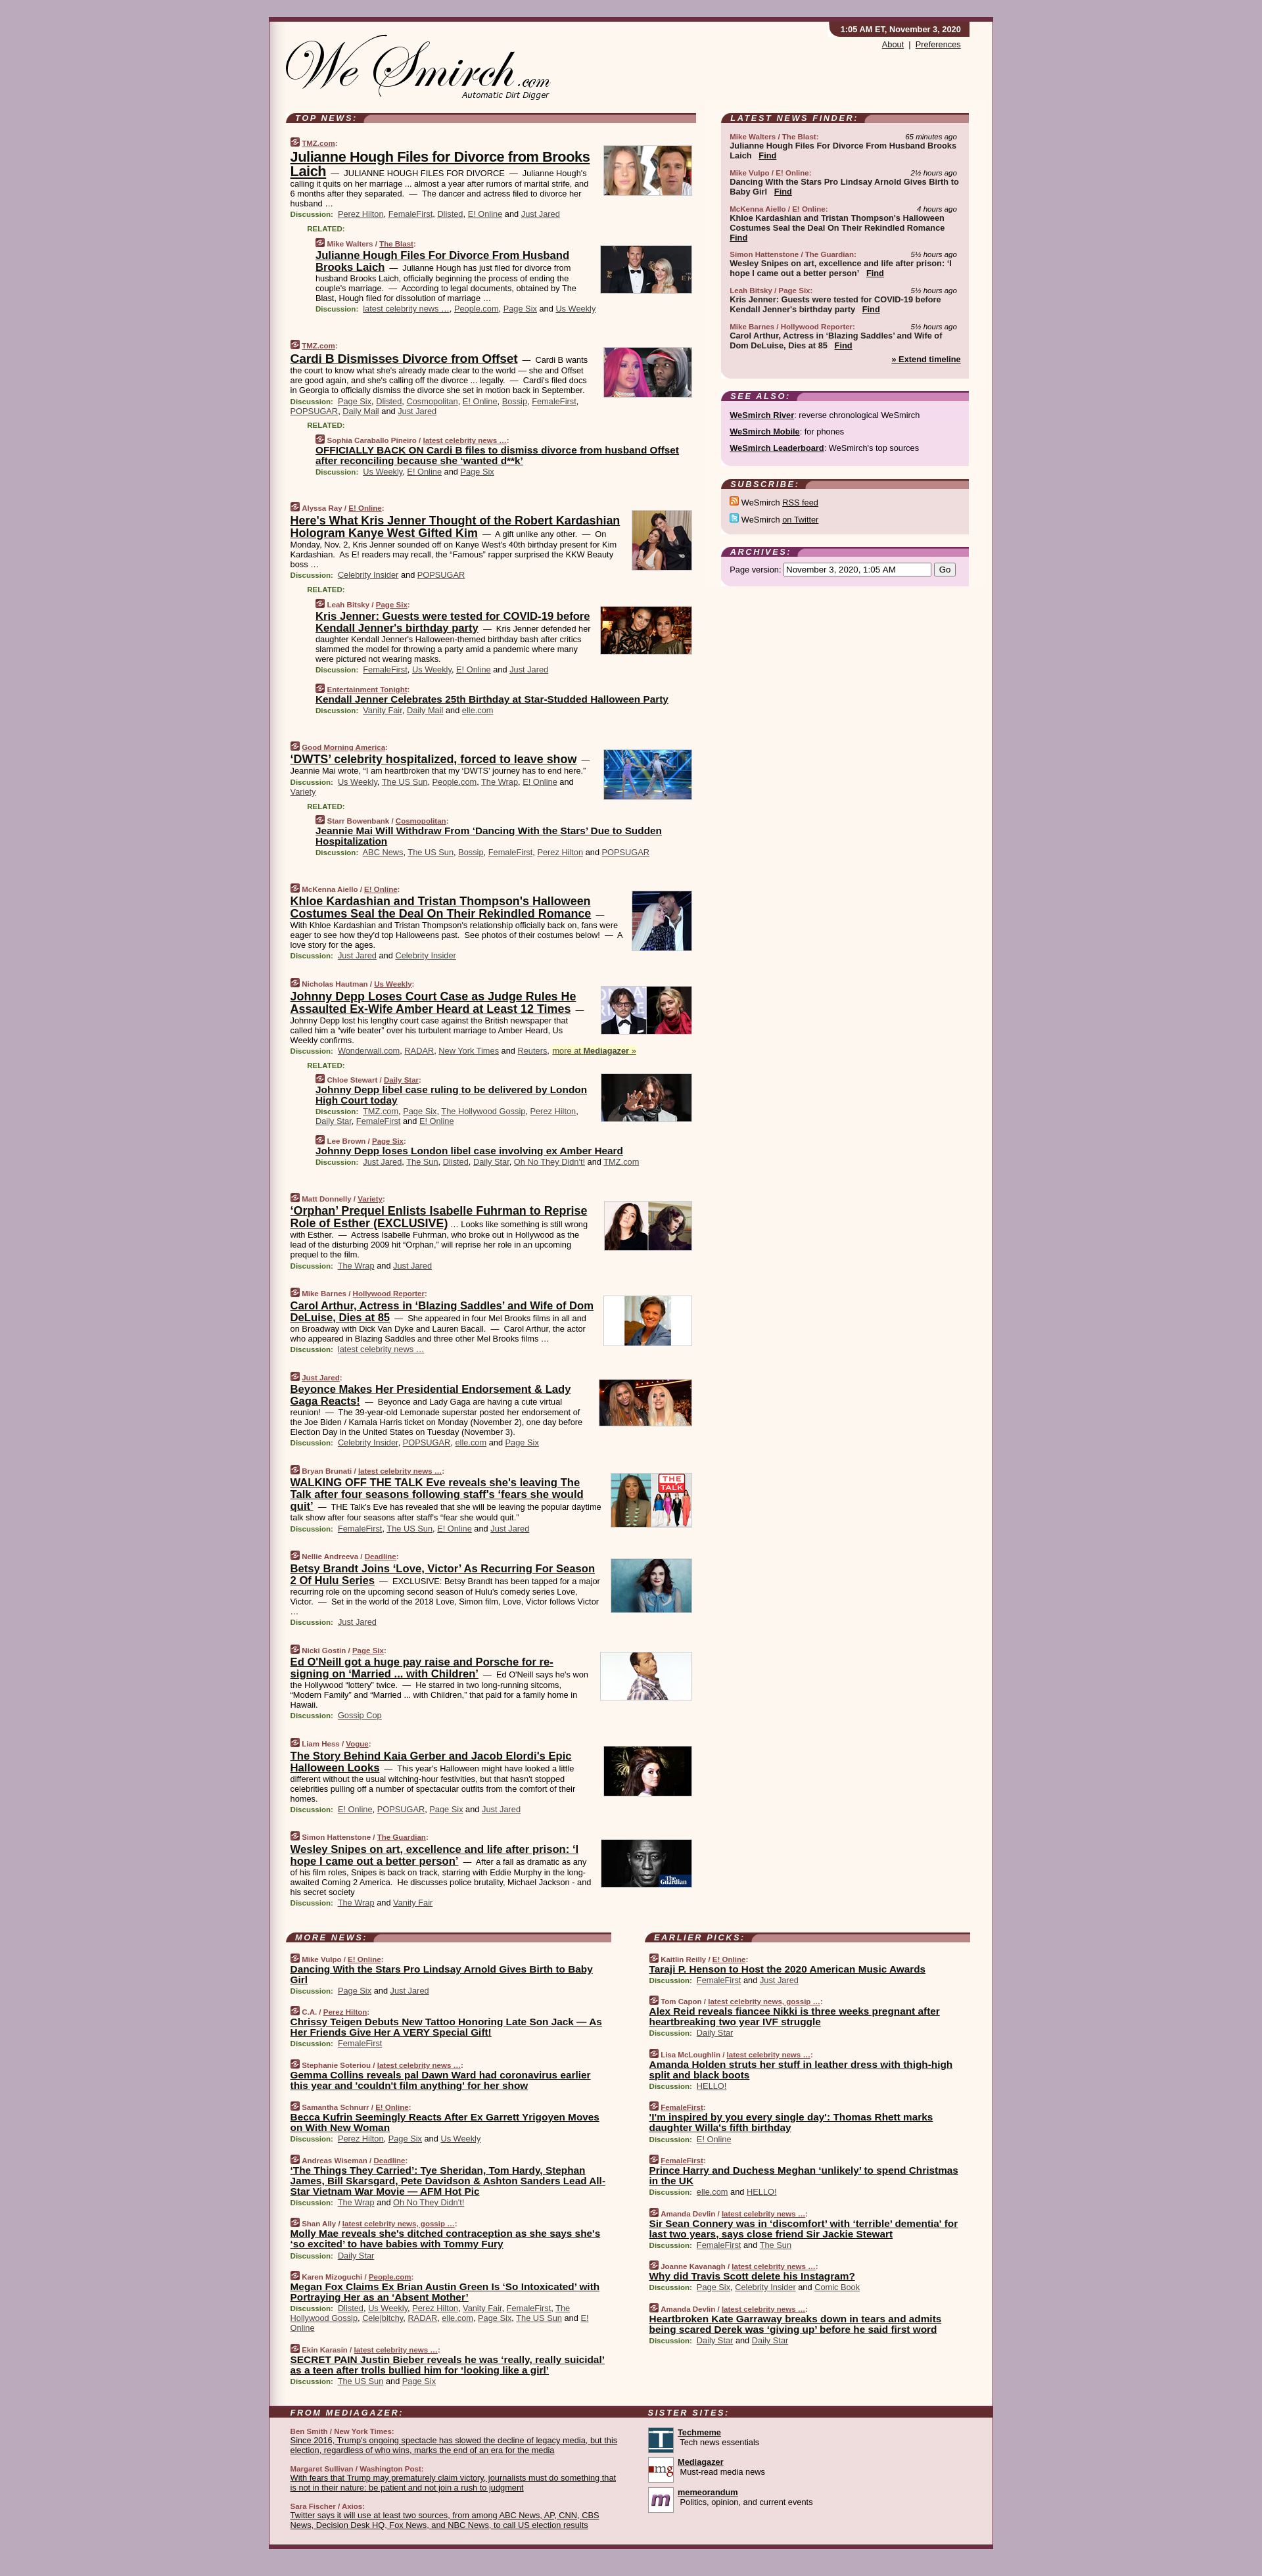 1:05 AM ET, November 3, 2020
About | Preferences
We Smirch.com
Automatic Dirt Digger
TOP NEWS:
TMZ.com:
Julianne Hough Files for Divorce from Brooks
Laich — JULIANNE HOUGH FILES FOR DIVORCE — Julianne Hough's
calling it quits on her marriage ... almost a year after rumors of marital strife, and
6 months after they separated. — The dancer and actress filed to divorce her
husband …
Discussion: Perez Hilton, FemaleFirst, Dlisted, E! Online and Just Jared
RELATED:
Mike Walters / The Blast:
Julianne Hough Files For Divorce From Husband
Brooks Laich — Julianne Hough has just filed for divorce from
husband Brooks Laich, officially beginning the process of ending the
couple's marriage. — According to legal documents, obtained by The
Blast, Hough filed for dissolution of marriage …
Discussion: latest celebrity news …, People.com, Page Six and Us Weekly
TMZ.com:
Cardi B Dismisses Divorce from Offset — Cardi B wants
the court to know what she's already made clear to the world — she and Offset
are good again, and she's calling off the divorce ... legally. — Cardi's filed docs
in Georgia to officially dismiss the divorce she set in motion back in September.
Discussion: Page Six, Dlisted, Cosmopolitan, E! Online, Bossip, FemaleFirst,
POPSUGAR, Daily Mail and Just Jared
RELATED:
Sophia Caraballo Pineiro / latest celebrity news …:
OFFICIALLY BACK ON Cardi B files to dismiss divorce from husband Offset
after reconciling because she ‘wanted d**k’
Discussion: Us Weekly, E! Online and Page Six
Alyssa Ray / E! Online:
Here's What Kris Jenner Thought of the Robert Kardashian
Hologram Kanye West Gifted Kim — A gift unlike any other. — On
Monday, Nov. 2, Kris Jenner sounded off on Kanye West's 40th birthday present for Kim
Kardashian. As E! readers may recall, the “Famous” rapper surprised the KKW Beauty
boss …
Discussion: Celebrity Insider and POPSUGAR
RELATED:
Leah Bitsky / Page Six:
Kris Jenner: Guests were tested for COVID-19 before
Kendall Jenner's birthday party — Kris Jenner defended her
daughter Kendall Jenner's Halloween-themed birthday bash after critics
slammed the model for throwing a party amid a pandemic where many
were pictured not wearing masks.
Discussion: FemaleFirst, Us Weekly, E! Online and Just Jared
Entertainment Tonight:
Kendall Jenner Celebrates 25th Birthday at Star-Studded Halloween Party
Discussion: Vanity Fair, Daily Mail and elle.com
Good Morning America:
‘DWTS’ celebrity hospitalized, forced to leave show —
Jeannie Mai wrote, “I am heartbroken that my ‘DWTS’ journey has to end here.”
Discussion: Us Weekly, The US Sun, People.com, The Wrap, E! Online and
Variety
RELATED:
Starr Bowenbank / Cosmopolitan:
Jeannie Mai Will Withdraw From ‘Dancing With the Stars’ Due to Sudden
Hospitalization
Discussion: ABC News, The US Sun, Bossip, FemaleFirst, Perez Hilton and POPSUGAR
McKenna Aiello / E! Online:
Khloe Kardashian and Tristan Thompson's Halloween
Costumes Seal the Deal On Their Rekindled Romance —
With Khloe Kardashian and Tristan Thompson's relationship officially back on, fans were
eager to see how they'd top Halloweens past. See photos of their costumes below! — A
love story for the ages.
Discussion: Just Jared and Celebrity Insider
Nicholas Hautman / Us Weekly:
Johnny Depp Loses Court Case as Judge Rules He
Assaulted Ex-Wife Amber Heard at Least 12 Times —
Johnny Depp lost his lengthy court case against the British newspaper that
called him a “wife beater” over his turbulent marriage to Amber Heard, Us
Weekly confirms.
Discussion: Wonderwall.com, RADAR, New York Times and Reuters, more at Mediagazer »
RELATED:
Chloe Stewart / Daily Star:
Johnny Depp libel case ruling to be delivered by London
High Court today
Discussion: TMZ.com, Page Six, The Hollywood Gossip, Perez Hilton,
Daily Star, FemaleFirst and E! Online
Lee Brown / Page Six:
Johnny Depp loses London libel case involving ex Amber Heard
Discussion: Just Jared, The Sun, Dlisted, Daily Star, Oh No They Didn't! and TMZ.com
Matt Donnelly / Variety:
‘Orphan’ Prequel Enlists Isabelle Fuhrman to Reprise
Role of Esther (EXCLUSIVE) … Looks like something is still wrong
with Esther. — Actress Isabelle Fuhrman, who broke out in Hollywood as the
lead of the disturbing 2009 hit “Orphan,” will reprise her role in an upcoming
prequel to the film.
Discussion: The Wrap and Just Jared
Mike Barnes / Hollywood Reporter:
Carol Arthur, Actress in ‘Blazing Saddles’ and Wife of Dom
DeLuise, Dies at 85 — She appeared in four Mel Brooks films in all and
on Broadway with Dick Van Dyke and Lauren Bacall. — Carol Arthur, the actor
who appeared in Blazing Saddles and three other Mel Brooks films …
Discussion: latest celebrity news …
Just Jared:
Beyonce Makes Her Presidential Endorsement & Lady
Gaga Reacts! — Beyonce and Lady Gaga are having a cute virtual
reunion! — The 39-year-old Lemonade superstar posted her endorsement of
the Joe Biden / Kamala Harris ticket on Monday (November 2), one day before
Election Day in the United States on Tuesday (November 3).
Discussion: Celebrity Insider, POPSUGAR, elle.com and Page Six
Bryan Brunati / latest celebrity news …:
WALKING OFF THE TALK Eve reveals she's leaving The
Talk after four seasons following staff's ‘fears she would
quit’ — THE Talk's Eve has revealed that she will be leaving the popular daytime
talk show after four seasons after staff's “fear she would quit.”
Discussion: FemaleFirst, The US Sun, E! Online and Just Jared
THE TALK
Nellie Andreeva / Deadline:
Betsy Brandt Joins ‘Love, Victor’ As Recurring For Season
2 Of Hulu Series — EXCLUSIVE: Betsy Brandt has been tapped for a major
recurring role on the upcoming second season of Hulu's comedy series Love,
Victor. — Set in the world of the 2018 Love, Simon film, Love, Victor follows Victor
…
Discussion: Just Jared
Nicki Gostin / Page Six:
Ed O'Neill got a huge pay raise and Porsche for re-
signing on ‘Married ... with Children’ — Ed O'Neill says he's won
the Hollywood “lottery” twice. — He starred in two long-running sitcoms,
“Modern Family” and “Married ... with Children,” that paid for a family home in
Hawaii.
Discussion: Gossip Cop
Liam Hess / Vogue:
The Story Behind Kaia Gerber and Jacob Elordi's Epic
Halloween Looks — This year's Halloween might have looked a little
different without the usual witching-hour festivities, but that hasn't stopped
celebrities pulling off a number of spectacular outfits from the comfort of their
homes.
Discussion: E! Online, POPSUGAR, Page Six and Just Jared
Simon Hattenstone / The Guardian:
Wesley Snipes on art, excellence and life after prison: ‘I
hope I came out a better person’ — After a fall as dramatic as any
of his film roles, Snipes is back on track, starring with Eddie Murphy in the long-
awaited Coming 2 America. He discusses police brutality, Michael Jackson - and
his secret society
Discussion: The Wrap and Vanity Fair
The Guardian
LATEST NEWS FINDER:
Mike Walters / The Blast: 65 minutes ago
Julianne Hough Files For Divorce From Husband Brooks
Laich Find
Mike Vulpo / E! Online: 2½ hours ago
Dancing With the Stars Pro Lindsay Arnold Gives Birth to
Baby Girl Find
McKenna Aiello / E! Online: 4 hours ago
Khloe Kardashian and Tristan Thompson's Halloween
Costumes Seal the Deal On Their Rekindled Romance
Find
Simon Hattenstone / The Guardian: 5½ hours ago
Wesley Snipes on art, excellence and life after prison: ‘I
hope I came out a better person’ Find
Leah Bitsky / Page Six: 5½ hours ago
Kris Jenner: Guests were tested for COVID-19 before
Kendall Jenner's birthday party Find
Mike Barnes / Hollywood Reporter: 5½ hours ago
Carol Arthur, Actress in ‘Blazing Saddles’ and Wife of
Dom DeLuise, Dies at 85 Find
» Extend timeline
SEE ALSO:
WeSmirch River: reverse chronological WeSmirch
WeSmirch Mobile: for phones
WeSmirch Leaderboard: WeSmirch's top sources
SUBSCRIBE:
WeSmirch RSS feed
WeSmirch on Twitter
ARCHIVES:
Page version: November 3, 2020, 1:05 AM Go
MORE NEWS:
Mike Vulpo / E! Online:
Dancing With the Stars Pro Lindsay Arnold Gives Birth to Baby
Girl
Discussion: Page Six and Just Jared
C.A. / Perez Hilton:
Chrissy Teigen Debuts New Tattoo Honoring Late Son Jack — As
Her Friends Give Her A VERY Special Gift!
Discussion: FemaleFirst
Stephanie Soteriou / latest celebrity news …:
Gemma Collins reveals pal Dawn Ward had coronavirus earlier
this year and 'couldn't film anything' for her show
Samantha Schnurr / E! Online:
Becca Kufrin Seemingly Reacts After Ex Garrett Yrigoyen Moves
on With New Woman
Discussion: Perez Hilton, Page Six and Us Weekly
Andreas Wiseman / Deadline:
‘The Things They Carried’: Tye Sheridan, Tom Hardy, Stephan
James, Bill Skarsgard, Pete Davidson & Ashton Sanders Lead All-
Star Vietnam War Movie — AFM Hot Pic
Discussion: The Wrap and Oh No They Didn't!
Shan Ally / latest celebrity news, gossip …:
Molly Mae reveals she's ditched contraception as she says she's
‘so excited’ to have babies with Tommy Fury
Discussion: Daily Star
Karen Mizoguchi / People.com:
Megan Fox Claims Ex Brian Austin Green Is ‘So Intoxicated’ with
Portraying Her as an ‘Absent Mother’
Discussion: Dlisted, Us Weekly, Perez Hilton, Vanity Fair, FemaleFirst, The
Hollywood Gossip, Cele|bitchy, RADAR, elle.com, Page Six, The US Sun and E!
Online
Ekin Karasin / latest celebrity news …:
SECRET PAIN Justin Bieber reveals he was ‘really, really suicidal’
as a teen after trolls bullied him for ‘looking like a girl’
Discussion: The US Sun and Page Six
EARLIER PICKS:
Kaitlin Reilly / E! Online:
Taraji P. Henson to Host the 2020 American Music Awards
Discussion: FemaleFirst and Just Jared
Tom Capon / latest celebrity news, gossip …:
Alex Reid reveals fiancee Nikki is three weeks pregnant after
heartbreaking two year IVF struggle
Discussion: Daily Star
Lisa McLoughlin / latest celebrity news …:
Amanda Holden struts her stuff in leather dress with thigh-high
split and black boots
Discussion: HELLO!
FemaleFirst:
'I'm inspired by you every single day': Thomas Rhett marks
daughter Willa's fifth birthday
Discussion: E! Online
FemaleFirst:
Prince Harry and Duchess Meghan ‘unlikely’ to spend Christmas
in the UK
Discussion: elle.com and HELLO!
Amanda Devlin / latest celebrity news …:
Sir Sean Connery was in ‘discomfort’ with ‘terrible’ dementia' for
last two years, says close friend Sir Jackie Stewart
Discussion: FemaleFirst and The Sun
Joanne Kavanagh / latest celebrity news …:
Why did Travis Scott delete his Instagram?
Discussion: Page Six, Celebrity Insider and Comic Book
Amanda Devlin / latest celebrity news …:
Heartbroken Kate Garraway breaks down in tears and admits
being scared Derek was ‘giving up’ before he said first word
Discussion: Daily Star and Daily Star
FROM MEDIAGAZER:
Ben Smith / New York Times:
Since 2016, Trump's ongoing spectacle has slowed the decline of legacy media, but this
election, regardless of who wins, marks the end of an era for the media
Margaret Sullivan / Washington Post:
With fears that Trump may prematurely claim victory, journalists must do something that
is not in their nature: be patient and not join a rush to judgment
Sara Fischer / Axios:
Twitter says it will use at least two sources, from among ABC News, AP, CNN, CBS
News, Decision Desk HQ, Fox News, and NBC News, to call US election results
SISTER SITES:
T
Techmeme
Tech news essentials
mg
Mediagazer
Must-read media news
m
memeorandum
Politics, opinion, and current events